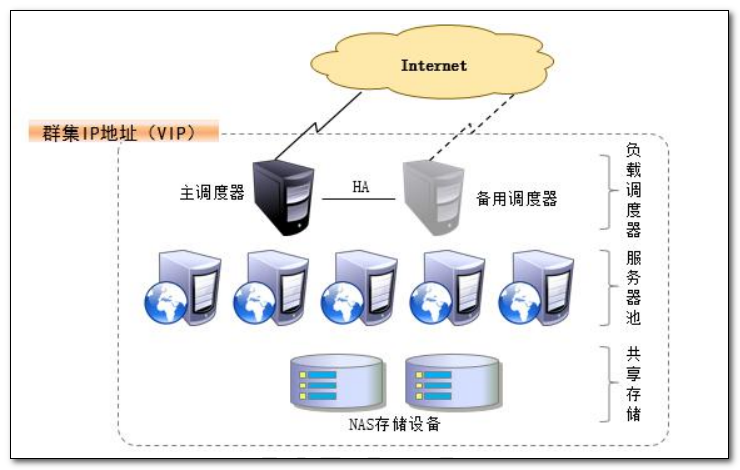 Internet
群集IP地址（VIP）
主调度器
HA
备用调度器
负载调度器
服务器池
NAS存储设备
共享存储